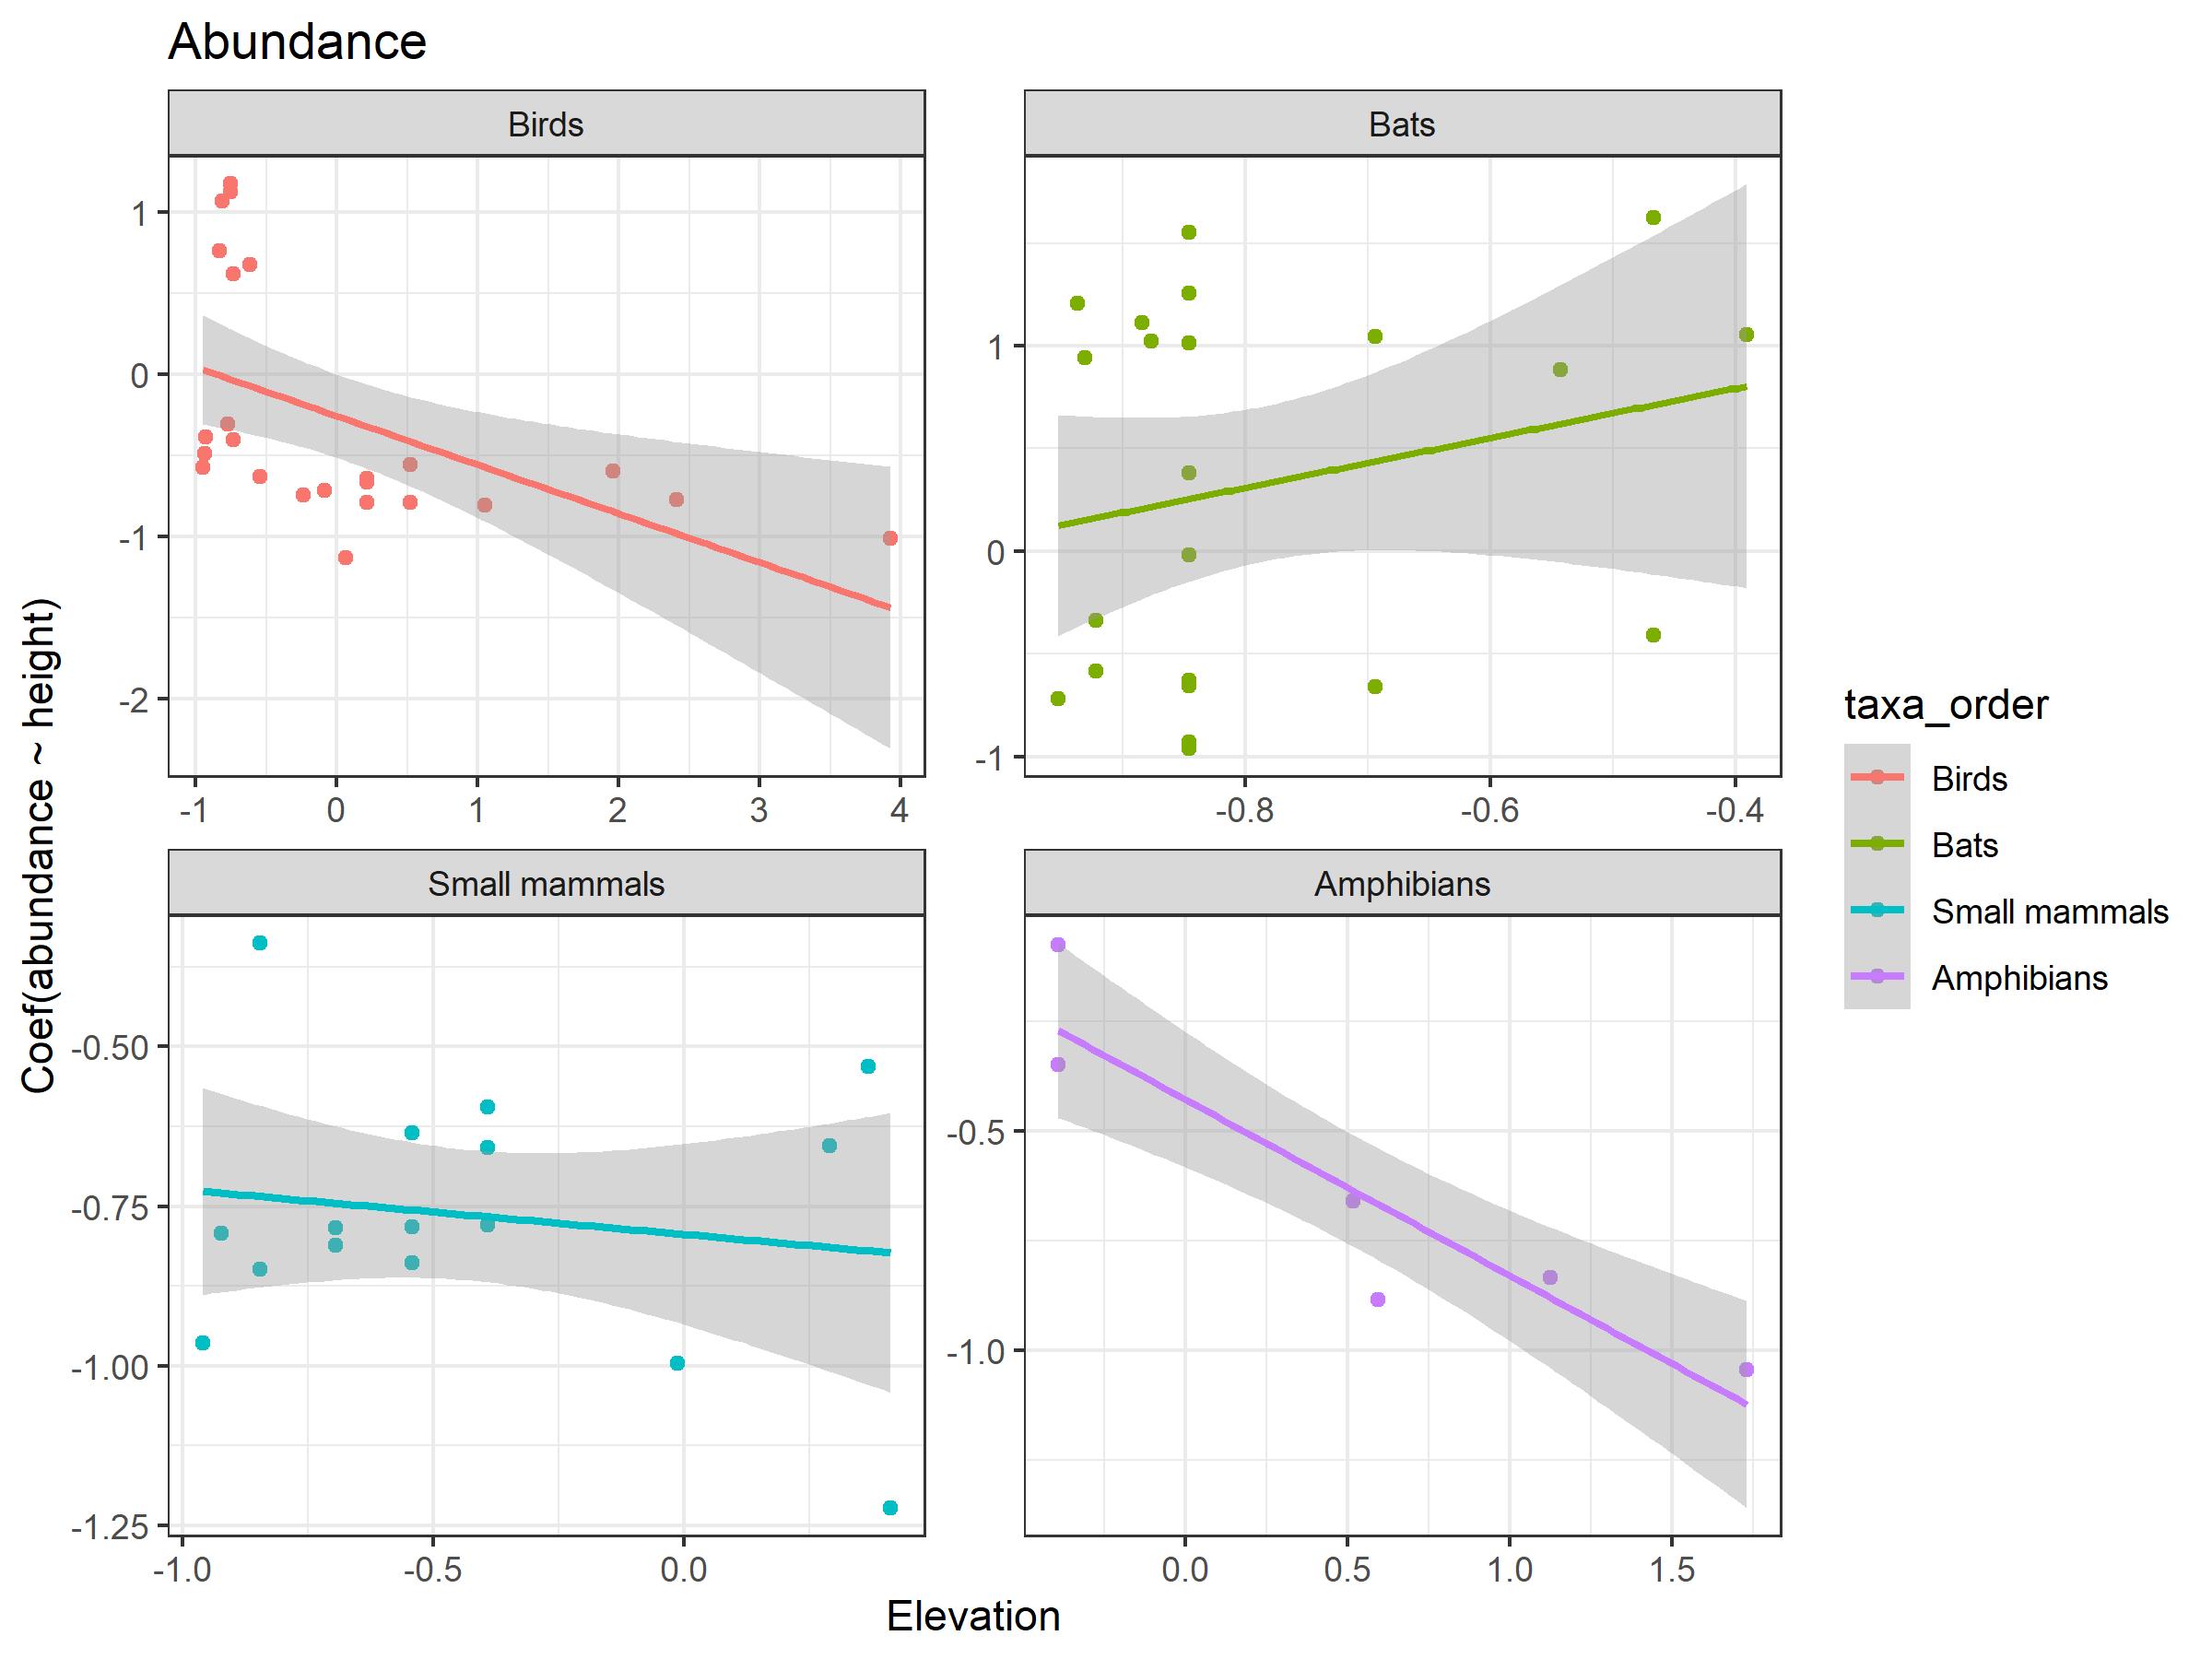 Abundance
Birds
Bats
1
0
-1
-2
1
0
-1
-1
0
1
2
3
4
-0.8
-0.6
-0.4
Small mammals
Amphibians
-0.50
-0.75
-1.00
-1.25
-0.5
-1.0
-1.0
-0.5
0.0
0.0
0.5
1.0
1.5
Coef(abundance ~ height)
Elevation
taxa_order
Birds
Bats
Small mammals
Amphibians